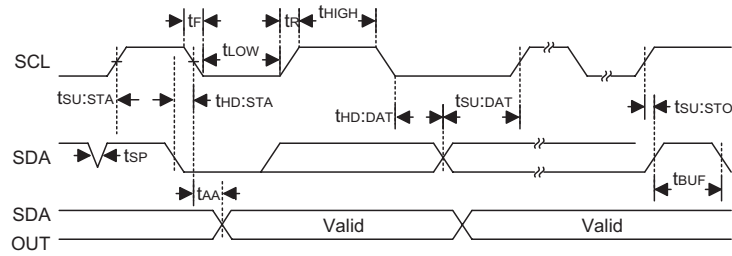 tF tR tHIGH
SCL tLOW
tSU:STA tHD:STA tHD:DAT tSU:DAT tSU:STO
SDA tSP tBUF
tAA
SDA
OUT Valid Valid